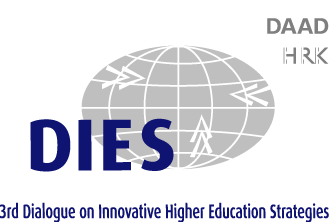 DAAD
HRK
DIES
3rd Dialogue on Innovative Higher Education Strategies